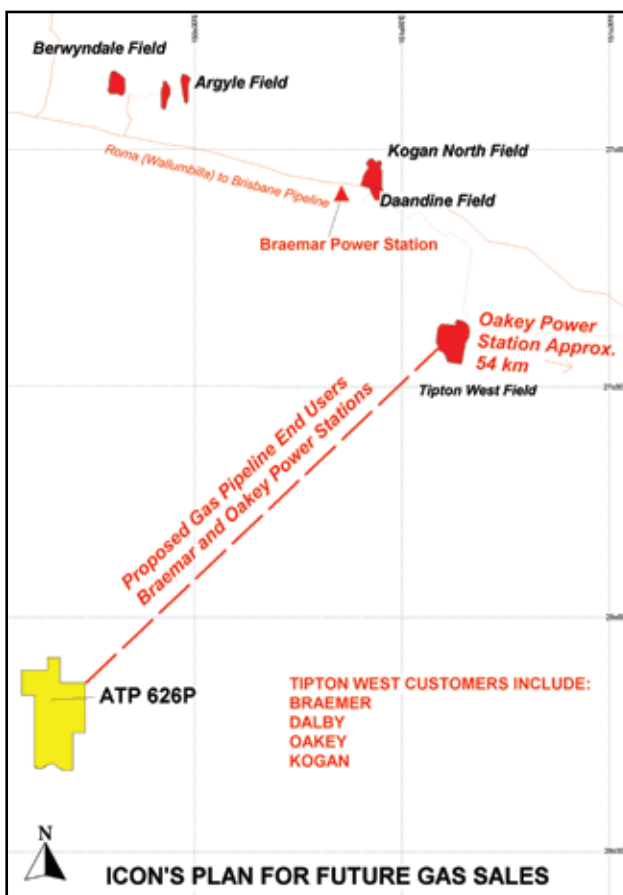 Berwyndale Field
Argyle Field
Kogan North Field
Roma (Wallumbilla) to Brisbane Pipeline
Daandine Field
Braemar Power Station
Oakey Power
Station Approx.
54 km
Tipton West Field
Proposed Gas Pipeline End Users
Braemar and Oakey Power Stations
ATP 626P
TIPTON WEST CUSTOMERS INCLUDE:
BRAEMER
DALBY
OAKEY
KOGAN
N
ICON'S PLAN FOR FUTURE GAS SALES